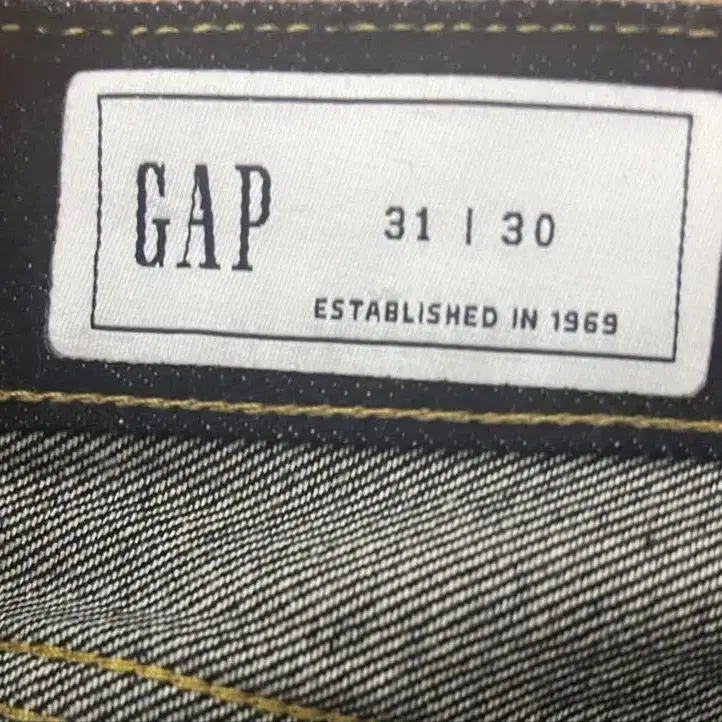 GAP 31 | 30
ESTABLISHED IN 1969